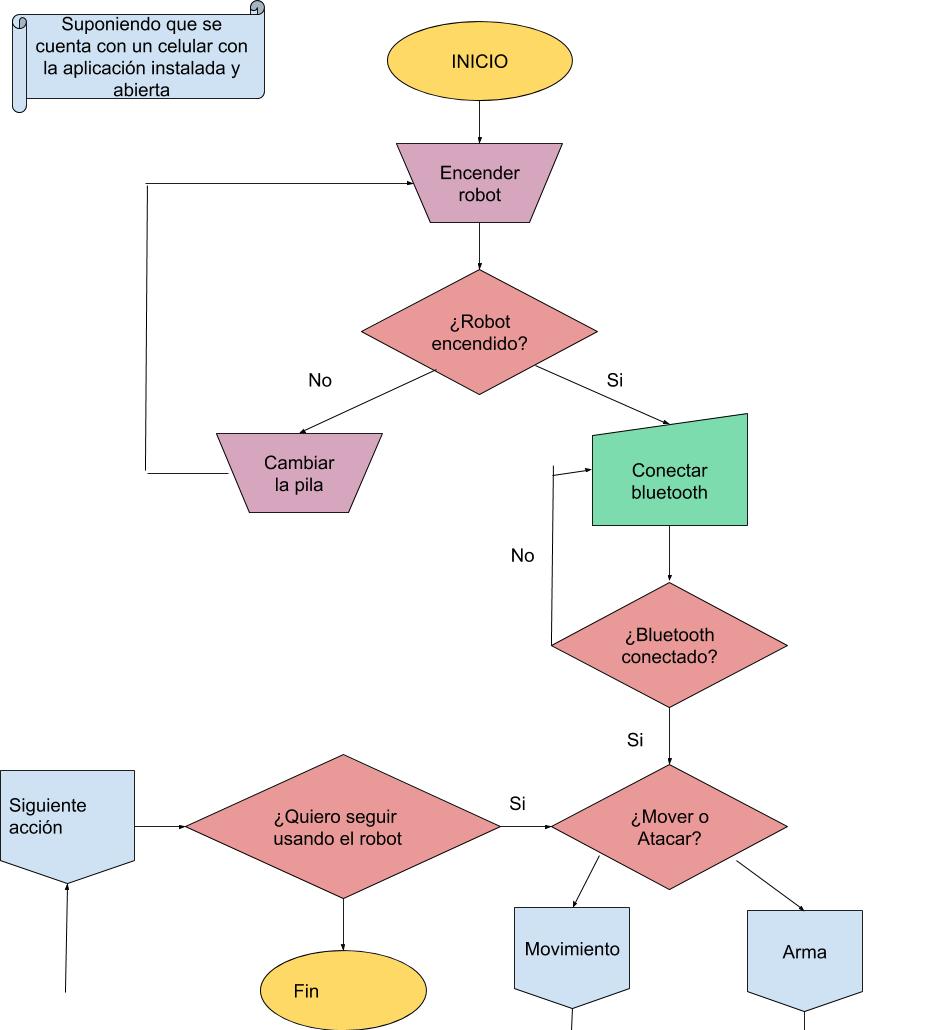 Suponiendo que se
cuenta con un celular con
la aplicación instalada y
abierta
INICIO
Encender
robot
¿Robot
encendido?
No
Si
Cambiar
la pila
Conectar
bluetooth
No
¿Bluetooth
conectado?
Si
Siguiente
acción
¿Quiero seguir
usando el robot
Si
¿Mover o
Atacar?
Movimiento
Arma
Fin